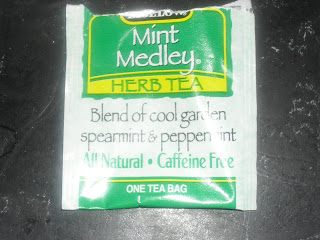 Mint
Medley®
HERB TEA
Blend of cool garden
spearmint & peppermint
All Natural • Caffeine Free
ONE TEA BAG